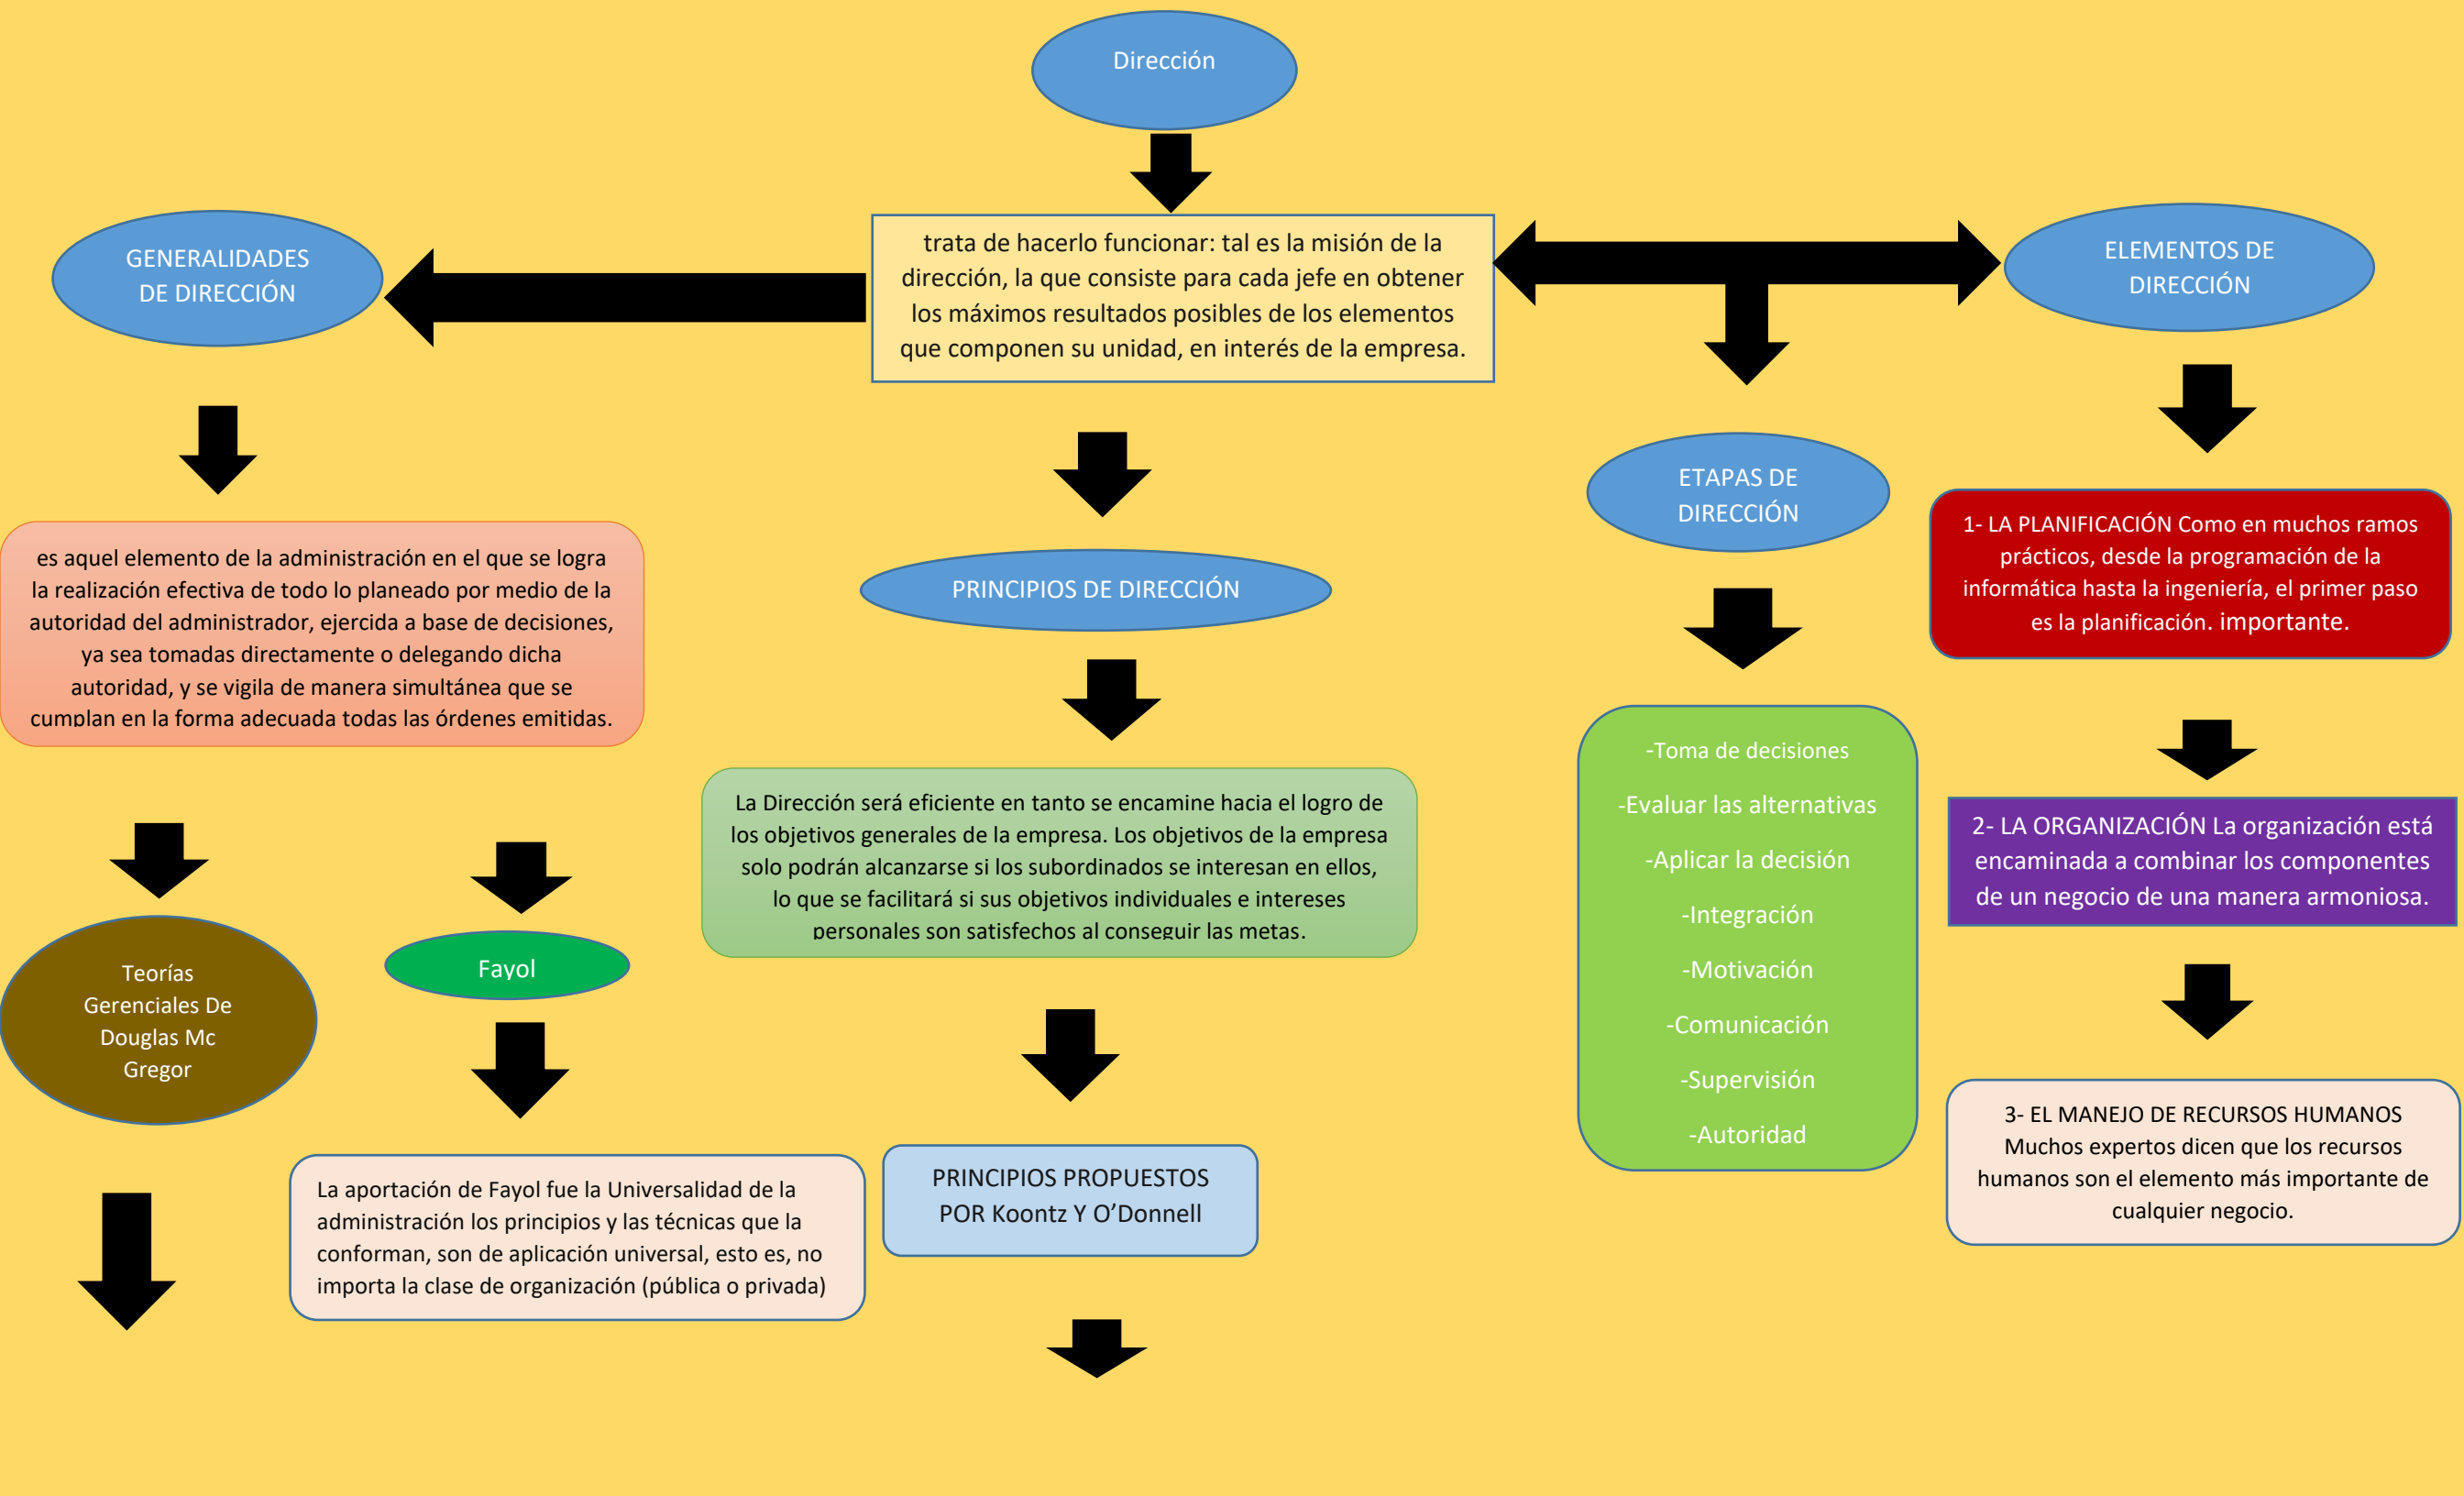 Dirección
trata de hacerlo funcionar: tal es la misión de la
dirección, la que consiste para cada jefe en obtener
los máximos resultados posibles de los elementos
que componen su unidad, en interés de la empresa.
GENERALIDADES
DE DIRECCIÓN
es aquel elemento de la administración en el que se logra
la realización efectiva de todo lo planeado por medio de la
autoridad del administrador, ejercida a base de decisiones,
ya sea tomadas directamente o delegando dicha
autoridad, y se vigila de manera simultánea que se
cumplan en la forma adecuada todas las órdenes emitidas.
Teorías
Gerenciales De
Douglas Mc
Gregor
Fayol
La aportación de Fayol fue la Universalidad de la
administración los principios y las técnicas que la
conforman, son de aplicación universal, esto es, no
importa la clase de organización (pública o privada)
PRINCIPIOS DE DIRECCIÓN
La Dirección será eficiente en tanto se encamine hacia el logro de
los objetivos generales de la empresa. Los objetivos de la empresa
solo podrán alcanzarse si los subordinados se interesan en ellos,
lo que se facilitará si sus objetivos individuales e intereses
personales son satisfechos al conseguir las metas.
PRINCIPIOS PROPUESTOS
POR Koontz Y O’Donnell
ETAPAS DE
DIRECCIÓN
-Toma de decisiones
-Evaluar las alternativas
-Aplicar la decisión
-Integración
-Motivación
-Comunicación
-Supervisión
-Autoridad
ELEMENTOS DE
DIRECCIÓN
1- LA PLANIFICACIÓN Como en muchos ramos
prácticos, desde la programación de la
informática hasta la ingeniería, el primer paso
es la planificación. importante.
2- LA ORGANIZACIÓN La organización está
encaminada a combinar los componentes
de un negocio de una manera armoniosa.
3- EL MANEJO DE RECURSOS HUMANOS
Muchos expertos dicen que los recursos
humanos son el elemento más importante de
cualquier negocio.